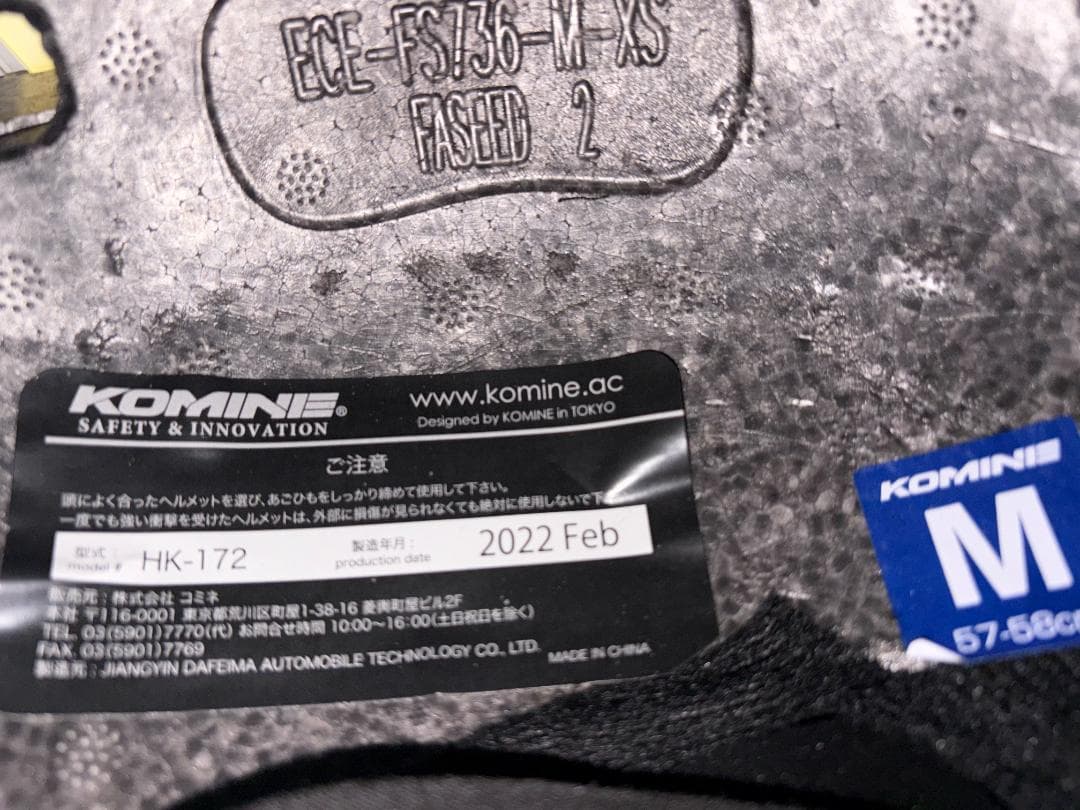 ECE-FS736-M-XS
FASEED 2
KOMINE®
SAFETY & INNOVATION
www.komine.ac
Designed by KOMINE in TOKYO
ご注意
頭によく合ったヘルメットを選び、あごひもをしっかり締めて使用して下さい。
一度でも強い衝撃を受けたヘルメットは、外部に損傷が見られなくても絶対に使用しないで下
型式:
model #
HK-172
製造年月:
production date
2022 Feb
販売元:株式会社 コミネ
本社 〒116-0001 東京都荒川区町屋1-38-16 菱興町屋ビル2F
TEL. 03(5901)7770(代) お問合せ時間 10:00〜16:00(土日祝日を除く)
FAX. 03(5901)7769
製造元:JIANGYIN DAFEIMA AUTOMOBILE TECHNOLOGY CO., LTD.
MADE IN CHINA
KOMINE
M
57-58c